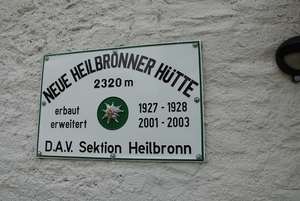 NEUE HEILBRONNER HÜTTE
2320 m
erbaut 1927 - 1928
erweitert 2001 - 2003
D.A.V. Sektion Heilbronn